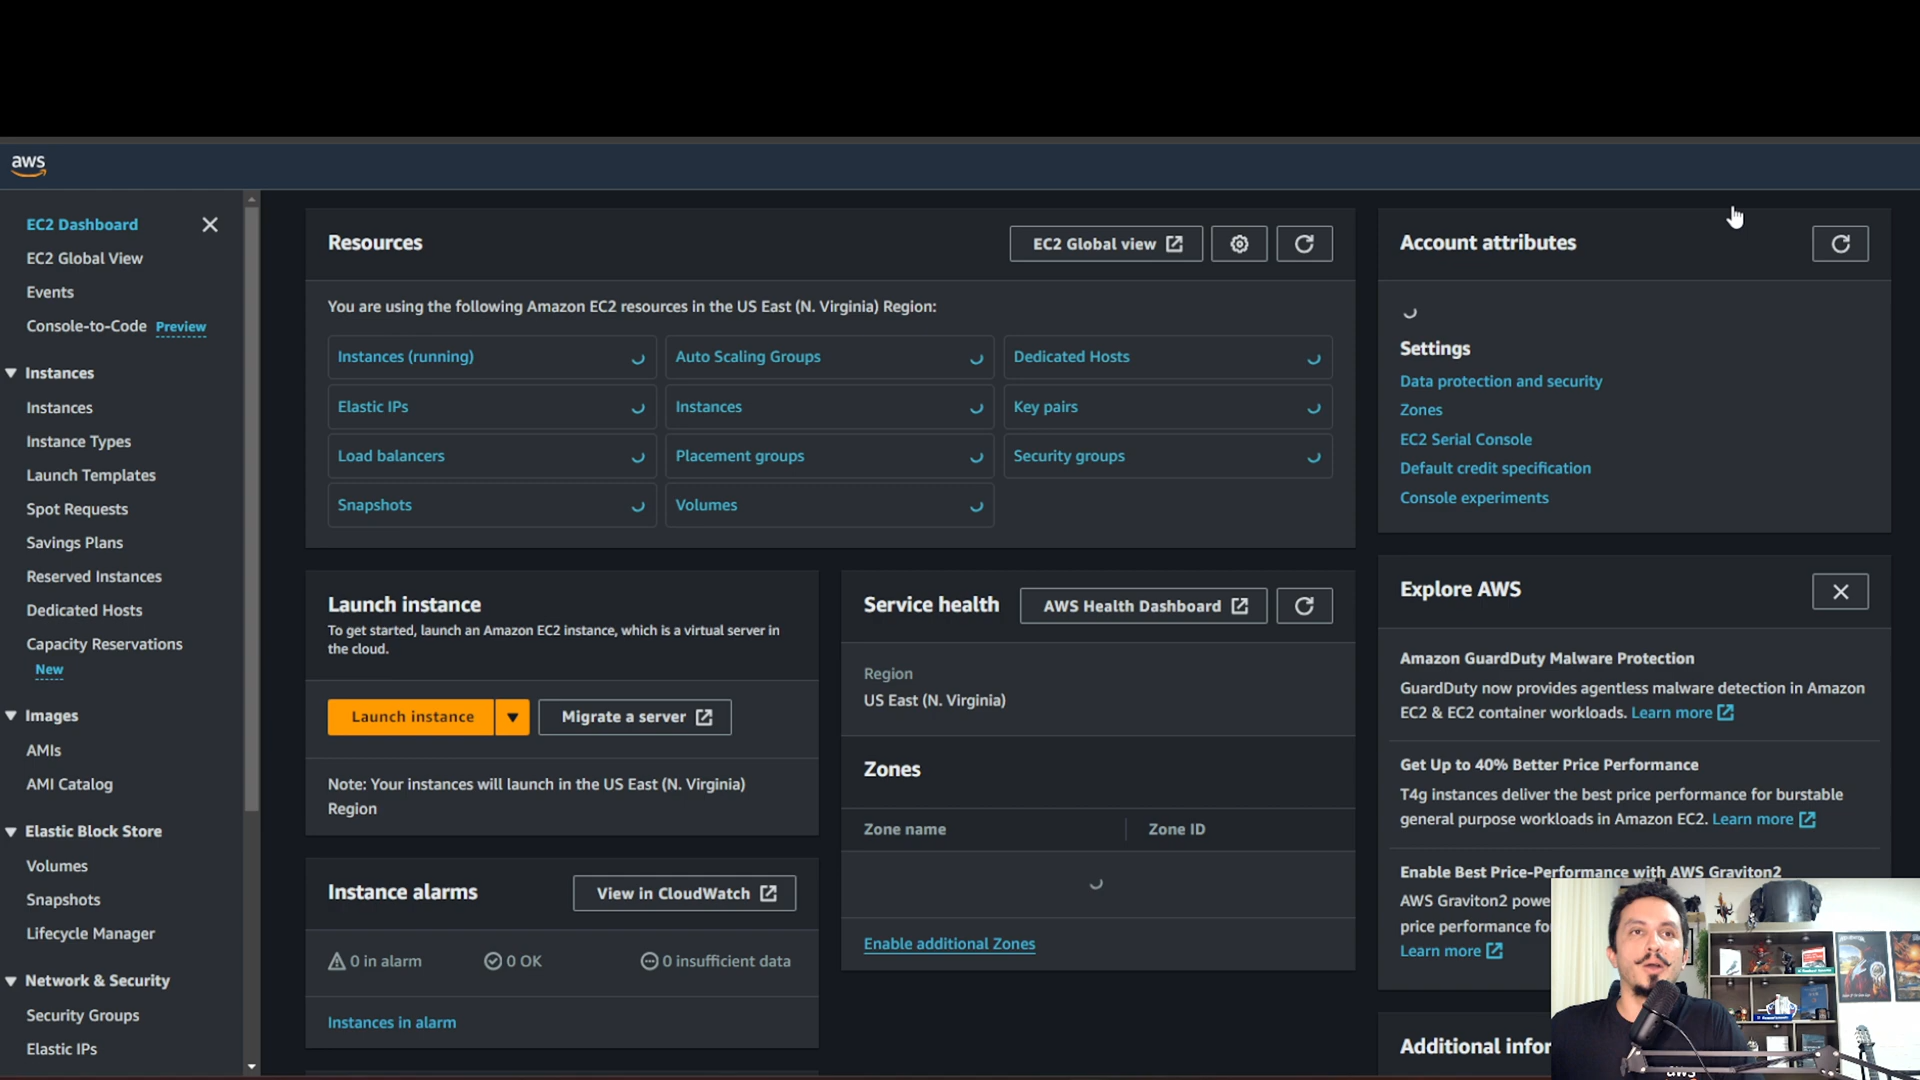 aws
EC2 Dashboard
EC2 Global View
Events
Console-to-Code Preview
Instances
Instances
Instance Types
Launch Templates
Spot Requests
Savings Plans
Reserved Instances
Dedicated Hosts
Capacity Reservations
New
Images
AMIs
AMI Catalog
Elastic Block Store
Volumes
Snapshots
Lifecycle Manager
Network & Security
Security Groups
Elastic IPs
Resources
EC2 Global view
You are using the following Amazon EC2 resources in the US East (N. Virginia) Region:
Instances (running)
Auto Scaling Groups
Dedicated Hosts
Elastic IPs
Instances
Key pairs
Load balancers
Placement groups
Security groups
Snapshots
Volumes
Launch instance
To get started, launch an Amazon EC2 instance, which is a virtual server in
the cloud.
Launch instance
Migrate a server
Note: Your instances will launch in the US East (N. Virginia)
Region
Instance alarms
View in CloudWatch
0 in alarm
0 OK
0 insufficient data
Instances in alarm
Service health
AWS Health Dashboard
Region
US East (N. Virginia)
Zones
Zone name
Zone ID
Enable additional Zones
Account attributes
Settings
Data protection and security
Zones
EC2 Serial Console
Default credit specification
Console experiments
Explore AWS
Amazon GuardDuty Malware Protection
GuardDuty now provides agentless malware detection in Amazon
EC2 & EC2 container workloads. Learn more
Get Up to 40% Better Price Performance
T4g instances deliver the best price performance for burstable
general purpose workloads in Amazon EC2. Learn more
Enable Best Price-Performance with AWS Graviton2
AWS Graviton2 powe
price performance fo
Learn more
Additional infor
aws